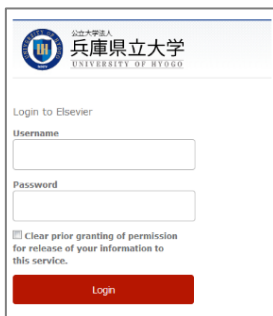 公立大学法人
兵庫県立大学
UNIVERSITY OF HYOGO
Login to Elsevier
Username
Password
Clear prior granting of permission
for release of your information to
this service.
Login